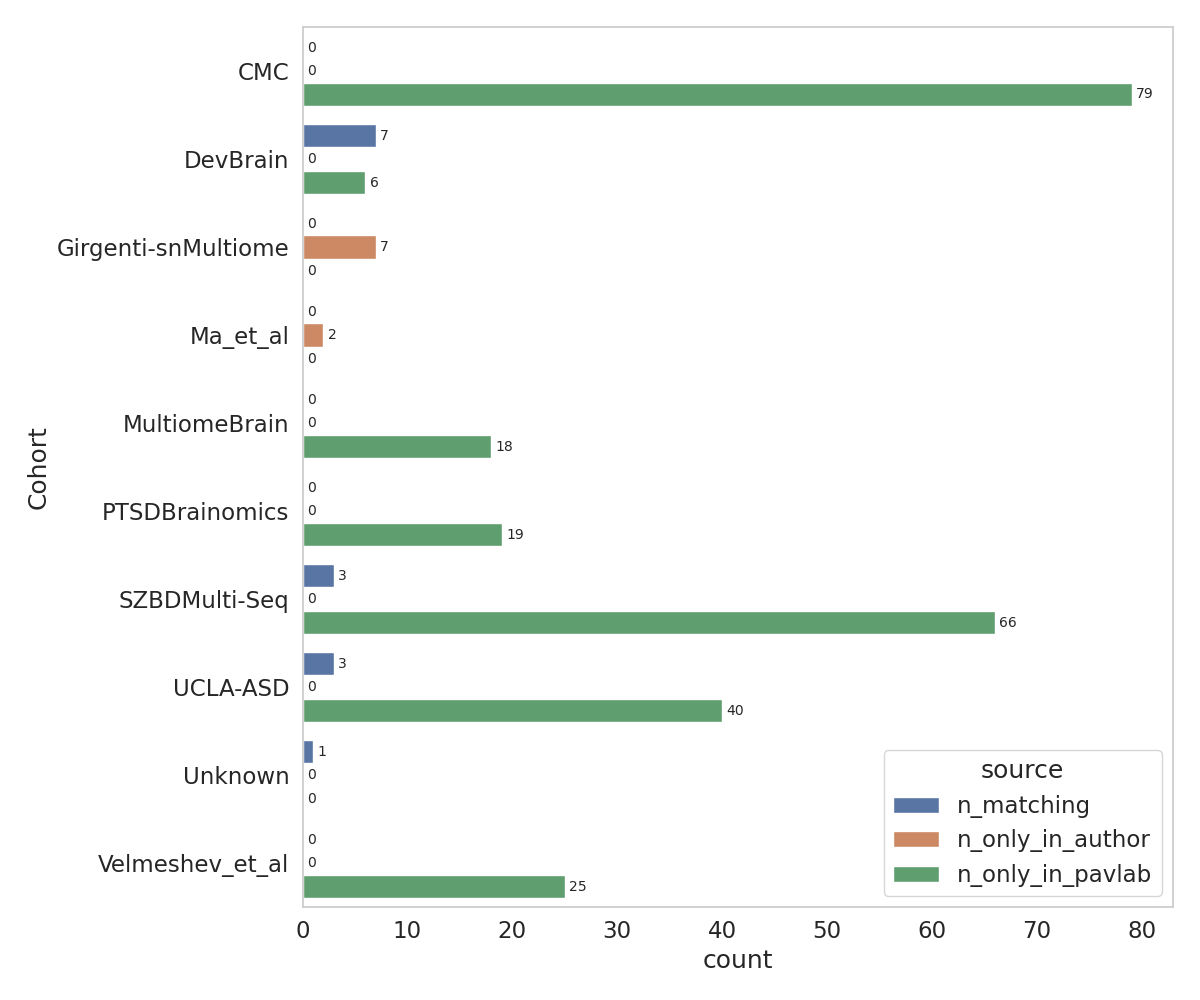 CMC
0
0
79
DevBrain
7
0
6
Girgenti-snMultiome
0
7
0
Ma_et_al
0
2
0
MultiomeBrain
0
0
18
PTSDBrainomics
0
0
19
SZBDMulti-Seq
3
0
66
UCLA-ASD
3
0
40
Unknown
1
0
0
Velmeshev_et_al
0
0
25
Cohort
source
n_matching
n_only_in_author
n_only_in_pavlab
0 10 20 30 40 50 60 70 80
count